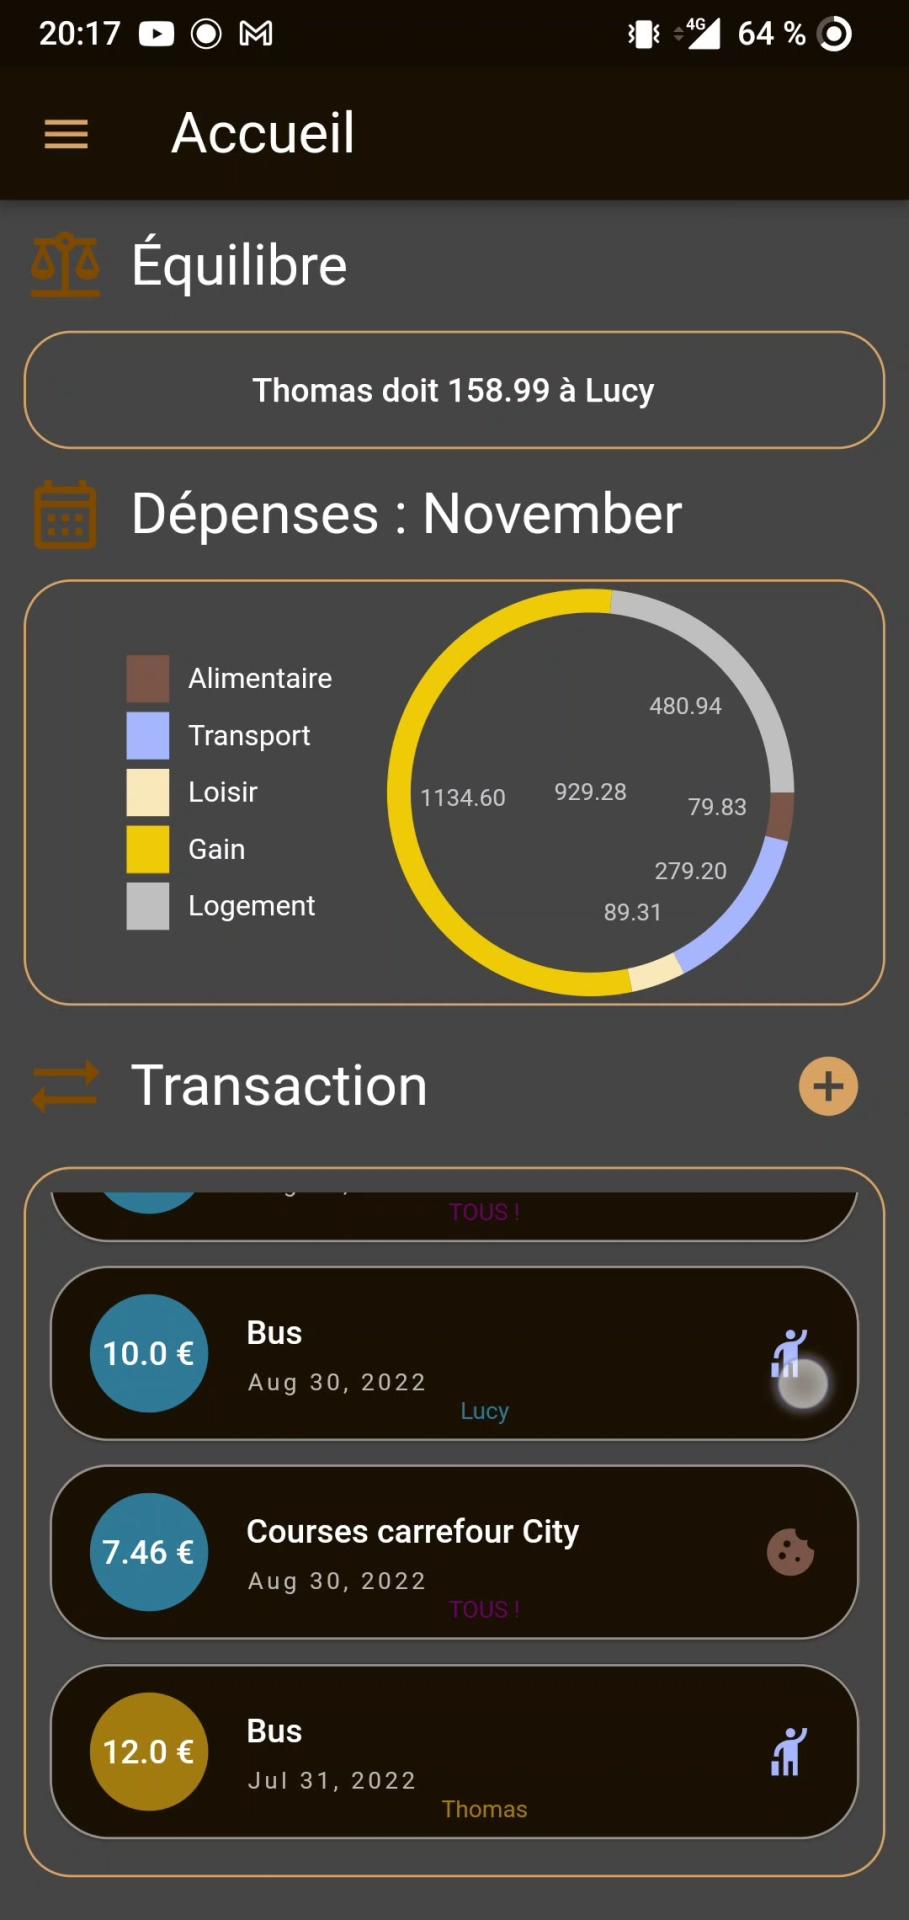 20:17 4G 64 %
Accueil
Équilibre
Thomas doit 158.99 à Lucy
Dépenses : November
Alimentaire
Transport
Loisir
Gain
Logement
480.94
1134.60 929.28 79.83
279.20
89.31
Transaction
TOUS !
10.0 €
Bus
Aug 30, 2022
Lucy
7.46 €
Courses carrefour City
Aug 30, 2022
TOUS !
12.0 €
Bus
Jul 31, 2022
Thomas